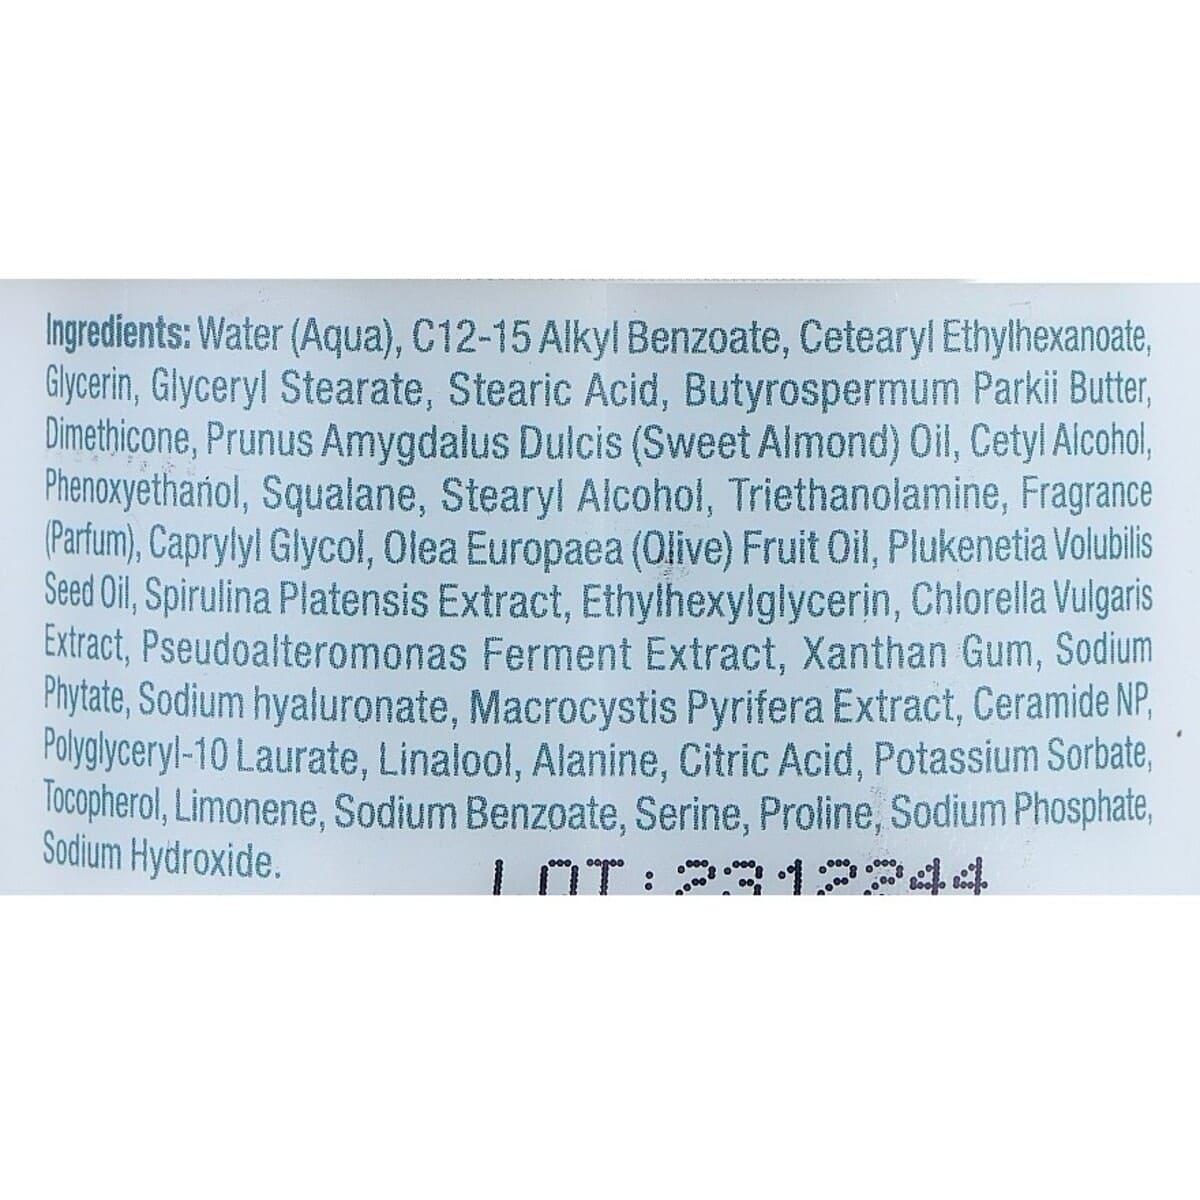 Ingredients: Water (Aqua), C12-15 Alkyl Benzoate, Cetearyl Ethylhexanoate,
Glycerin, Glyceryl Stearate, Stearic Acid, Butyrospermum Parkii Butter,
Dimethicone, Prunus Amygdalus Dulcis (Sweet Almond) Oil, Cetyl Alcohol,
Phenoxyethanol, Squalane, Stearyl Alcohol, Triethanolamine, Fragrance
(Parfum), Caprylyl Glycol, Olea Europaea (Olive) Fruit Oil, Plukenetia Volubilis
Seed Oil, Spirulina Platensis Extract, Ethylhexylglycerin, Chlorella Vulgaris
Extract, Pseudoalteromonas Ferment Extract, Xanthan Gum, Sodium
Phytate, Sodium hyaluronate, Macrocystis Pyrifera Extract, Ceramide NP,
Polyglyceryl-10 Laurate, Linalool, Alanine, Citric Acid, Potassium Sorbate,
Tocopherol, Limonene, Sodium Benzoate, Serine, Proline, Sodium Phosphate,
Sodium Hydroxide.
LOT: 2312244